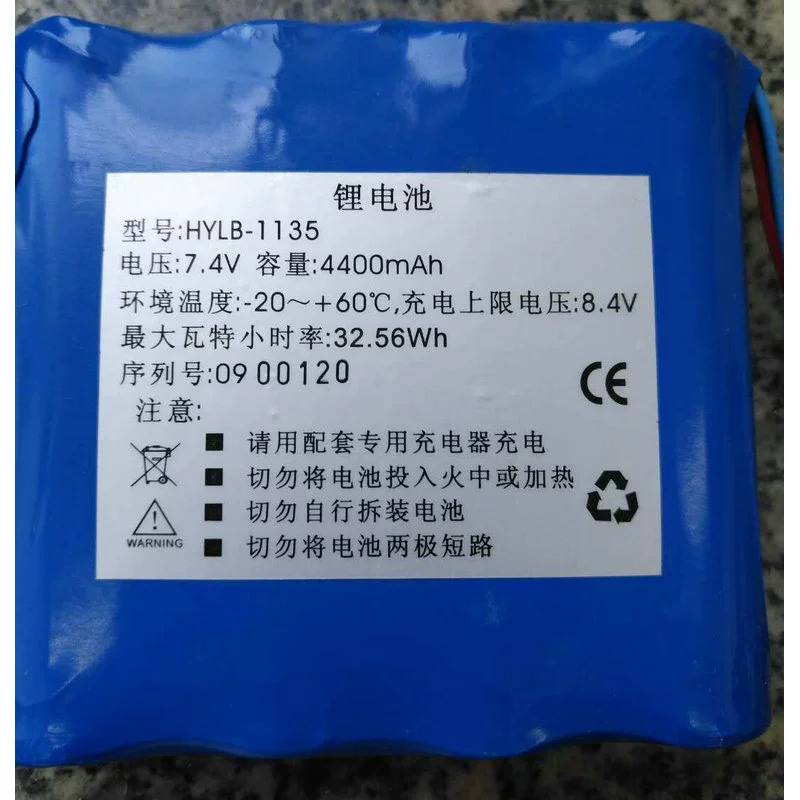 锂电池
型号:HYLB-1135
电压:7.4V 容量:4400mAh
环境温度:-20～+60℃,充电上限电压:8.4V
最大瓦特小时率:32.56Wh
序列号:0900120
CE
注意:
■ 请用配套专用充电器充电
■ 切勿将电池投入火中或加热
■ 切勿自行拆装电池
■ 切勿将电池两极短路
WARNING